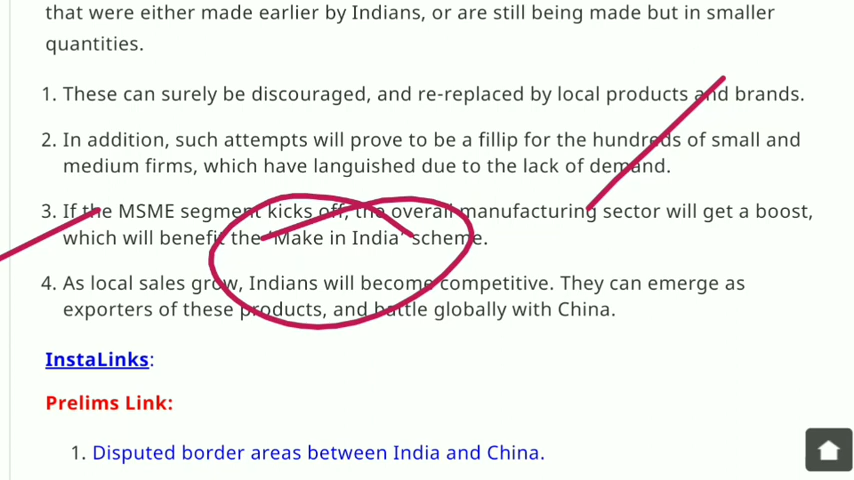 that were either made earlier by Indians, or are still being made but in smaller
quantities.
1. These can surely be discouraged, and re-replaced by local products and brands.
2. In addition, such attempts will prove to be a fillip for the hundreds of small and
medium firms, which have languished due to the lack of demand.
3. If the MSME segment kicks off, the overall manufacturing sector will get a boost,
which will benefit the 'Make in India' scheme.
4. As local sales grow, Indians will become competitive. They can emerge as
exporters of these products, and battle globally with China.
InstaLinks:
Prelims Link:
1. Disputed border areas between India and China.